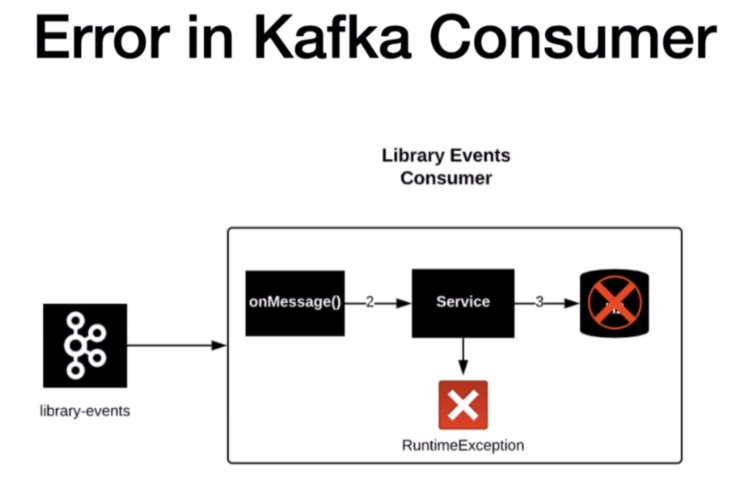 Error in Kafka Consumer
Library Events
Consumer
onMessage()
2
Service
3
library-events
RuntimeException